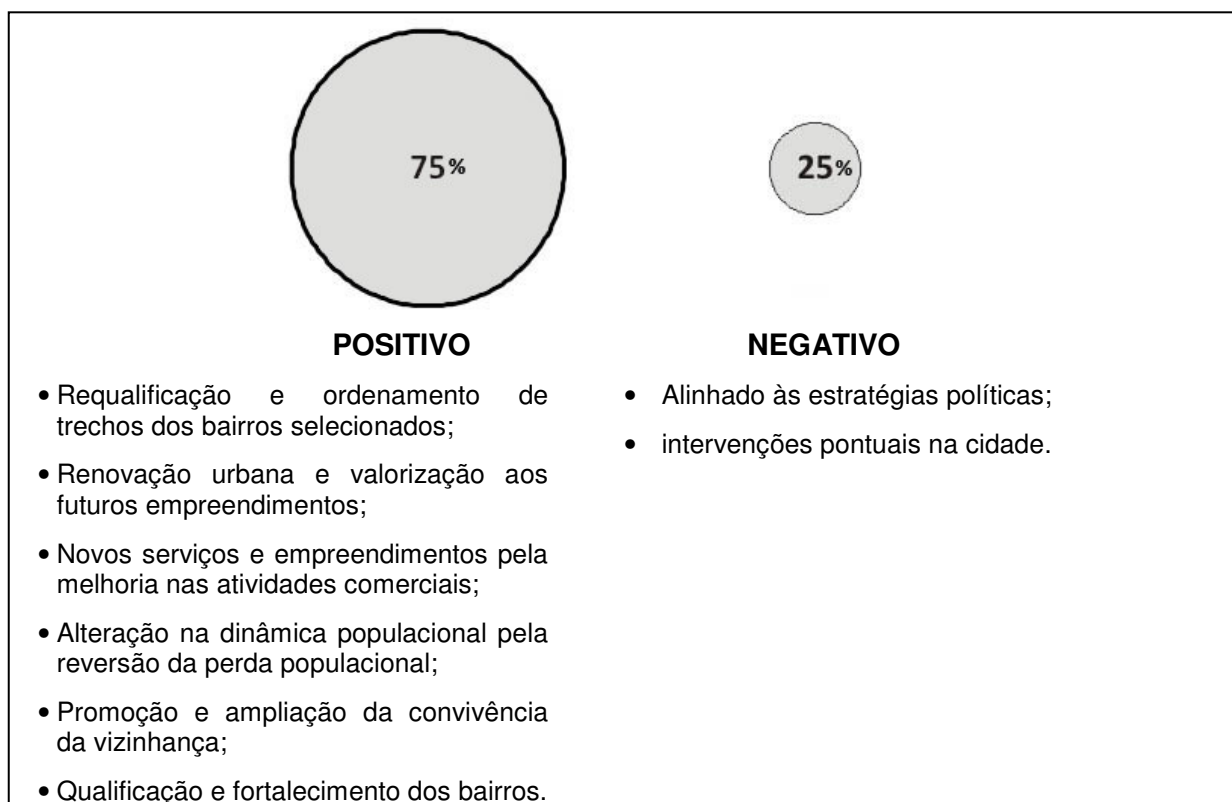 75%
25%
POSITIVO
• Requalificação e ordenamento de
trechos dos bairros selecionados;
• Renovação urbana e valorização aos
futuros empreendimentos;
• Novos serviços e empreendimentos pela
melhoria nas atividades comerciais;
• Alteração na dinâmica populacional pela
reversão da perda populacional;
• Promoção e ampliação da convivência
da vizinhança;
• Qualificação e fortalecimento dos bairros.
NEGATIVO
• Alinhado às estratégias políticas;
• intervenções pontuais na cidade.